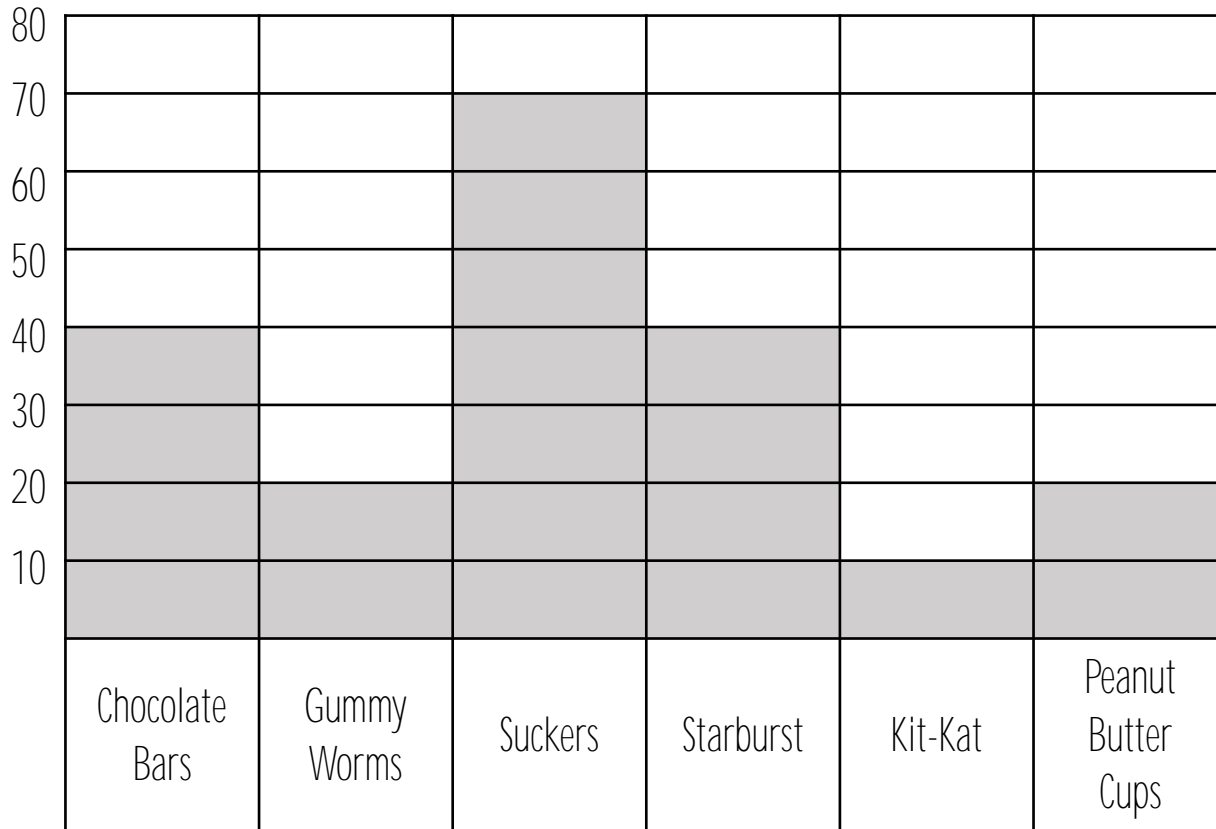 80
70
60
50
40
30
20
10
Chocolate
Bars
Gummy
Worms
Suckers
Starburst
Kit-Kat
Peanut
Butter
Cups